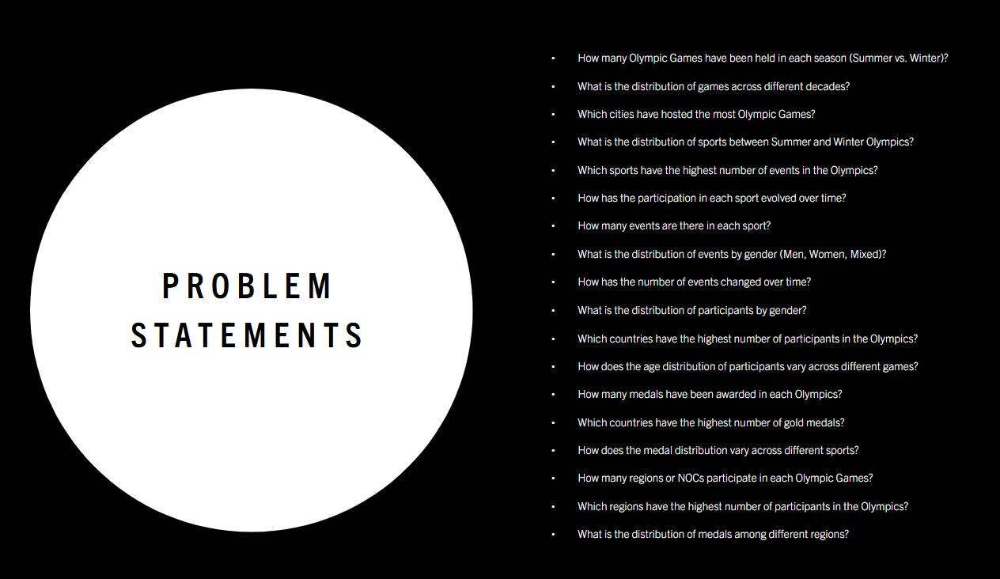 PROBLEM
STATEMENTS
• How many Olympic Games have been held in each season (Summer vs. Winter)?
• What is the distribution of games across different decades?
• Which cities have hosted the most Olympic Games?
• What is the distribution of sports between Summer and Winter Olympics?
• Which sports have the highest number of events in the Olympics?
• How has the participation in each sport evolved over time?
• How many events are there in each sport?
• What is the distribution of events by gender (Men, Women, Mixed)?
• How has the number of events changed over time?
• What is the distribution of participants by gender?
• Which countries have the highest number of participants in the Olympics?
• How does the age distribution of participants vary across different games?
• How many medals have been awarded in each Olympics?
• Which countries have the highest number of gold medals?
• How does the medal distribution vary across different sports?
• How many regions or NOCs participate in each Olympic Games?
• Which regions have the highest number of participants in the Olympics?
• What is the distribution of medals among different regions?